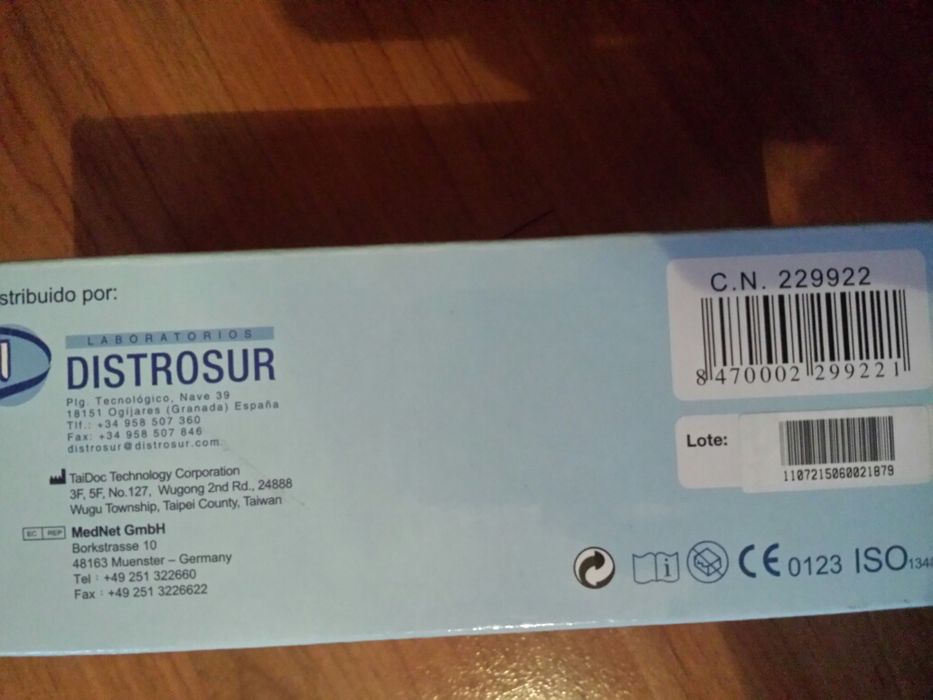 stribuido por:
LABORATORIOS
DISTROSUR
Plg. Tecnológico, Nave 39
18151 Ogíjares (Granada) España
Tlf.: +34 958 507 360
Fax: +34 958 507 846
distrosur@distrosur.com
TaiDoc Technology Corporation
3F, 5F, No.127, Wugong 2nd Rd., 24888
Wugu Township, Taipei County, Taiwan
EC REP MedNet GmbH
Borkstrasse 10
48163 Muenster – Germany
Tel : +49 251 322660
Fax : +49 251 3226622
C.N. 229922
8 470002 299221
Lote:
1107215060021879
i
CE 0123 ISO 134